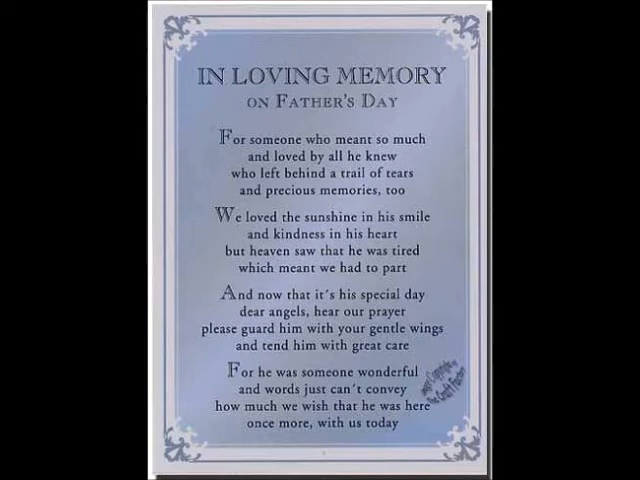 IN LOVING MEMORY
ON FATHER'S DAY
For someone who meant so much
and loved by all he knew
who left behind a trail of tears
and precious memories, too
We loved the sunshine in his smile
and kindness in his heart
but heaven saw that he was tired
which meant we had to part
And now that it's his special day
dear angels, hear our prayer
please guard him with your gentle wings
and tend him with great care
For he was someone wonderful
and words just can't convey
how much we wish that he was here
once more, with us today
Copyright
the Craft Factory